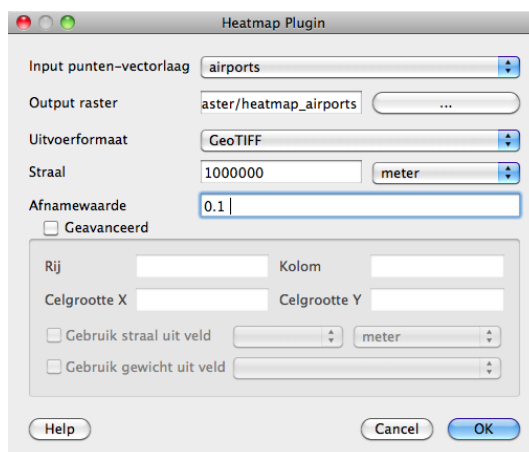 Heatmap Plugin
Input punten-vectorlaag airports
Output raster aster/heatmap_airports ...
Uitvoerformaat GeoTIFF
Straal 1000000 meter
Afnamewaarde 0.1
Geavanceerd
Rij Kolom
Celgrootte X Celgrootte Y
Gebruik straal uit veld meter
Gebruik gewicht uit veld
Help Cancel OK